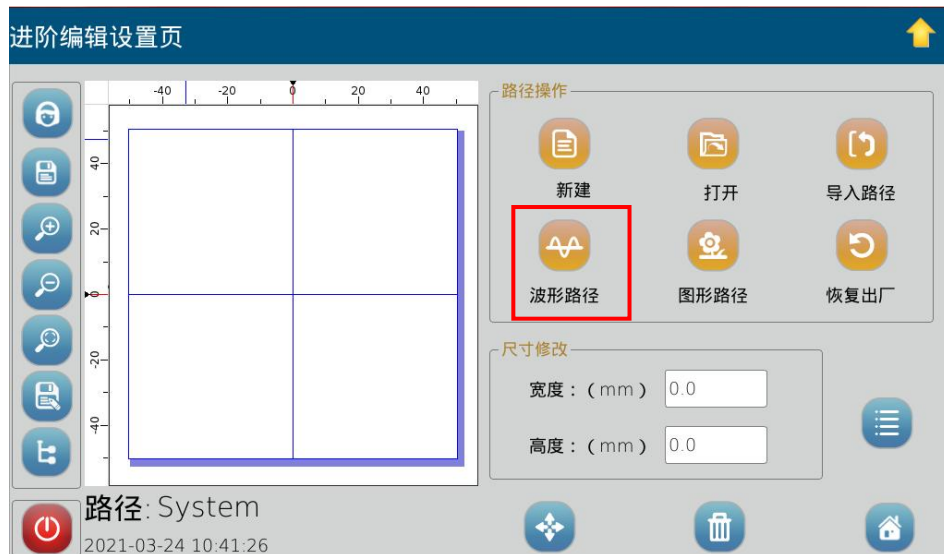 进阶编辑设置页
-40 -20 0 20 40
40
20
0
-20
-40
路径操作
新建 打开 导入路径
波形路径 图形路径 恢复出厂
尺寸修改
宽度：（mm） 0.0
高度：（mm） 0.0
路径: System
2021-03-24 10:41:26